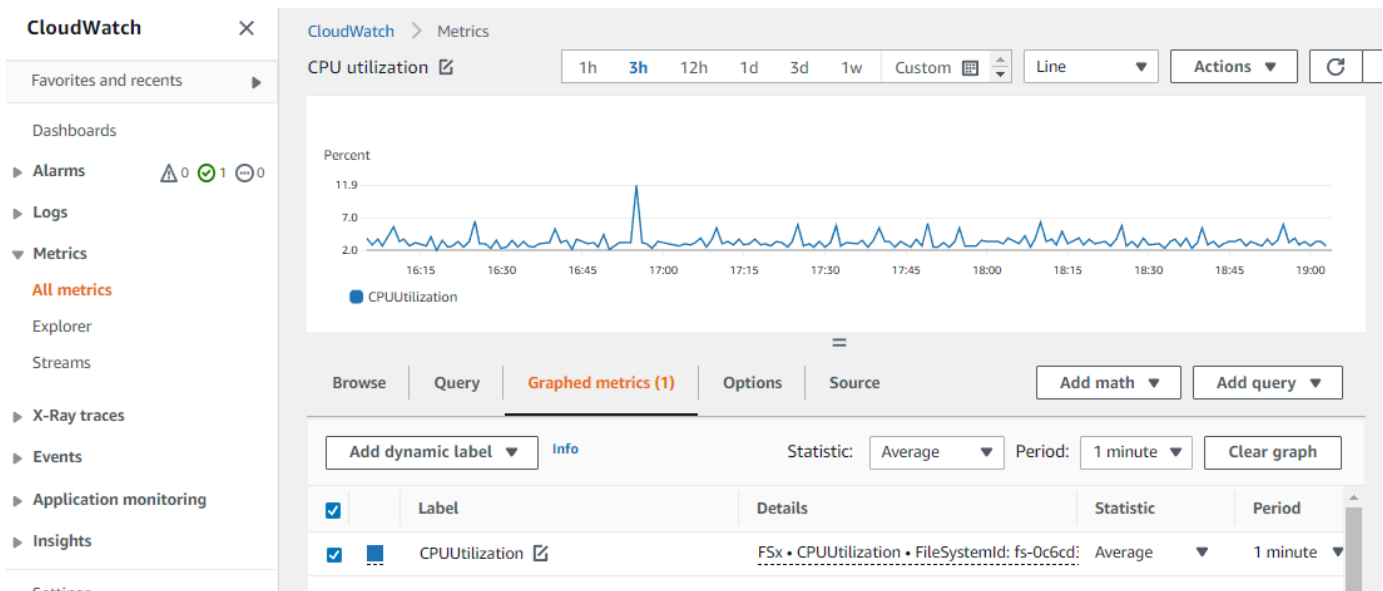 CloudWatch
Favorites and recents
Dashboards
Alarms 0 1 0
Logs
Metrics
All metrics
Explorer
Streams
X-Ray traces
Events
Application monitoring
Insights
CloudWatch > Metrics
CPU utilization 1h 3h 12h 1d 3d 1w Custom Line Actions
Percent
11.9
7.0
2.0
16:15 16:30 16:45 17:00 17:15 17:30 17:45 18:00 18:15 18:30 18:45 19:00
CPUUtilization
Browse Query Graphed metrics (1) Options Source Add math Add query
Add dynamic label Info Statistic: Average Period: 1 minute Clear graph
Label Details Statistic Period
CPUUtilization FSx • CPUUtilization • FileSystemId: fs-0c6cd Average 1 minute